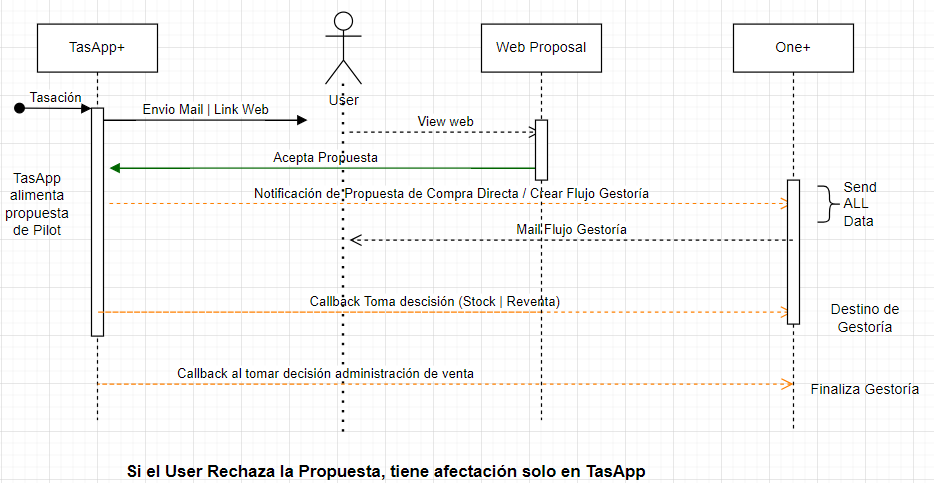 TasApp+
Web Proposal
One+
User
Tasación
Envio Mail | Link Web
View web
Acepta Propuesta
TasApp
alimenta
propuesta
de Pilot
Notificación de Propuesta de Compra Directa / Crear Flujo Gestoría
Send
ALL
Data
Mail Flujo Gestoría
Callback Toma descisión (Stock | Reventa)
Destino de
Gestoría
Callback al tomar decisión administración de venta
Finaliza Gestoría
Si el User Rechaza la Propuesta, tiene afectación solo en TasApp